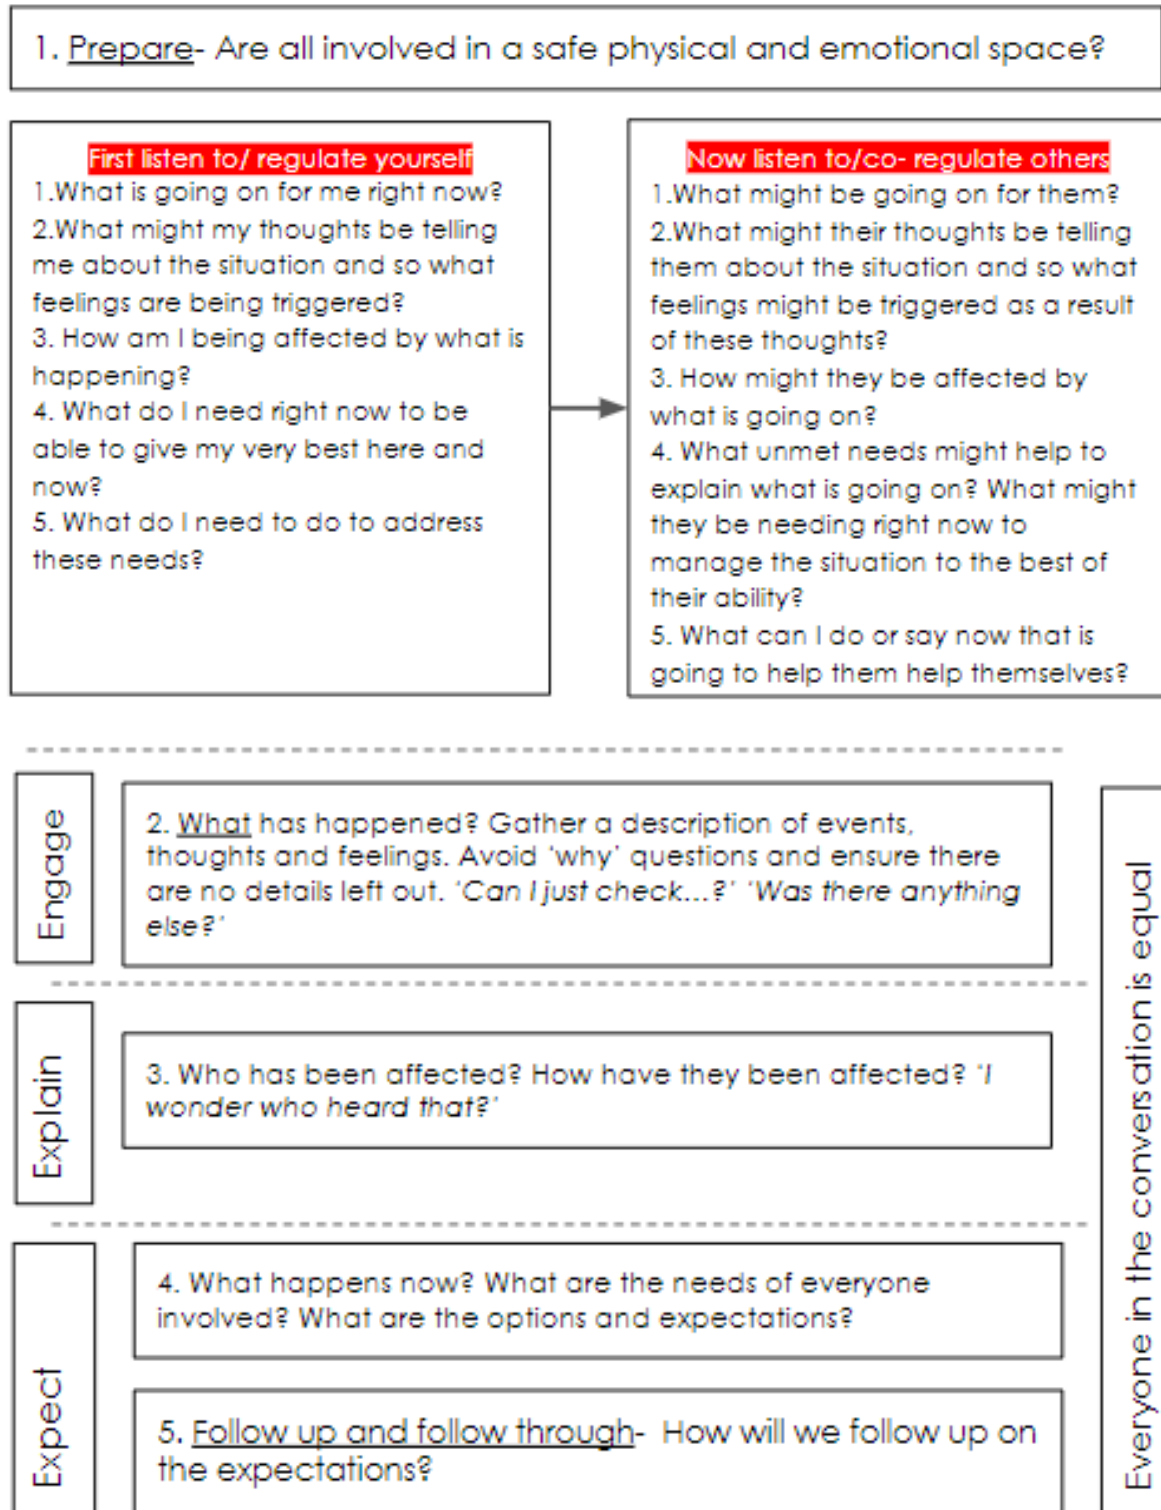 1. Prepare- Are all involved in a safe physical and emotional space?
First listen to/ regulate yourself
1.What is going on for me right now?
2.What might my thoughts be telling
me about the situation and so what
feelings are being triggered?
3. How am I being affected by what is
happening?
4. What do I need right now to be
able to give my very best here and
now?
5. What do I need to do to address
these needs?
Now listen to/co- regulate others
1.What might be going on for them?
2.What might their thoughts be telling
them about the situation and so what
feelings might be triggered as a result
of these thoughts?
3. How might they be affected by
what is going on?
4. What unmet needs might help to
explain what is going on? What might
they be needing right now to
manage the situation to the best of
their ability?
5. What can I do or say now that is
going to help them help themselves?
Engage
2. What has happened? Gather a description of events,
thoughts and feelings. Avoid ‘why’ questions and ensure there
are no details left out. ‘Can I just check...?’ ‘Was there anything
else?’
Explain
3. Who has been affected? How have they been affected? ‘I
wonder who heard that?’
Expect
4. What happens now? What are the needs of everyone
involved? What are the options and expectations?
5. Follow up and follow through- How will we follow up on
the expectations?
Everyone in the conversation is equal